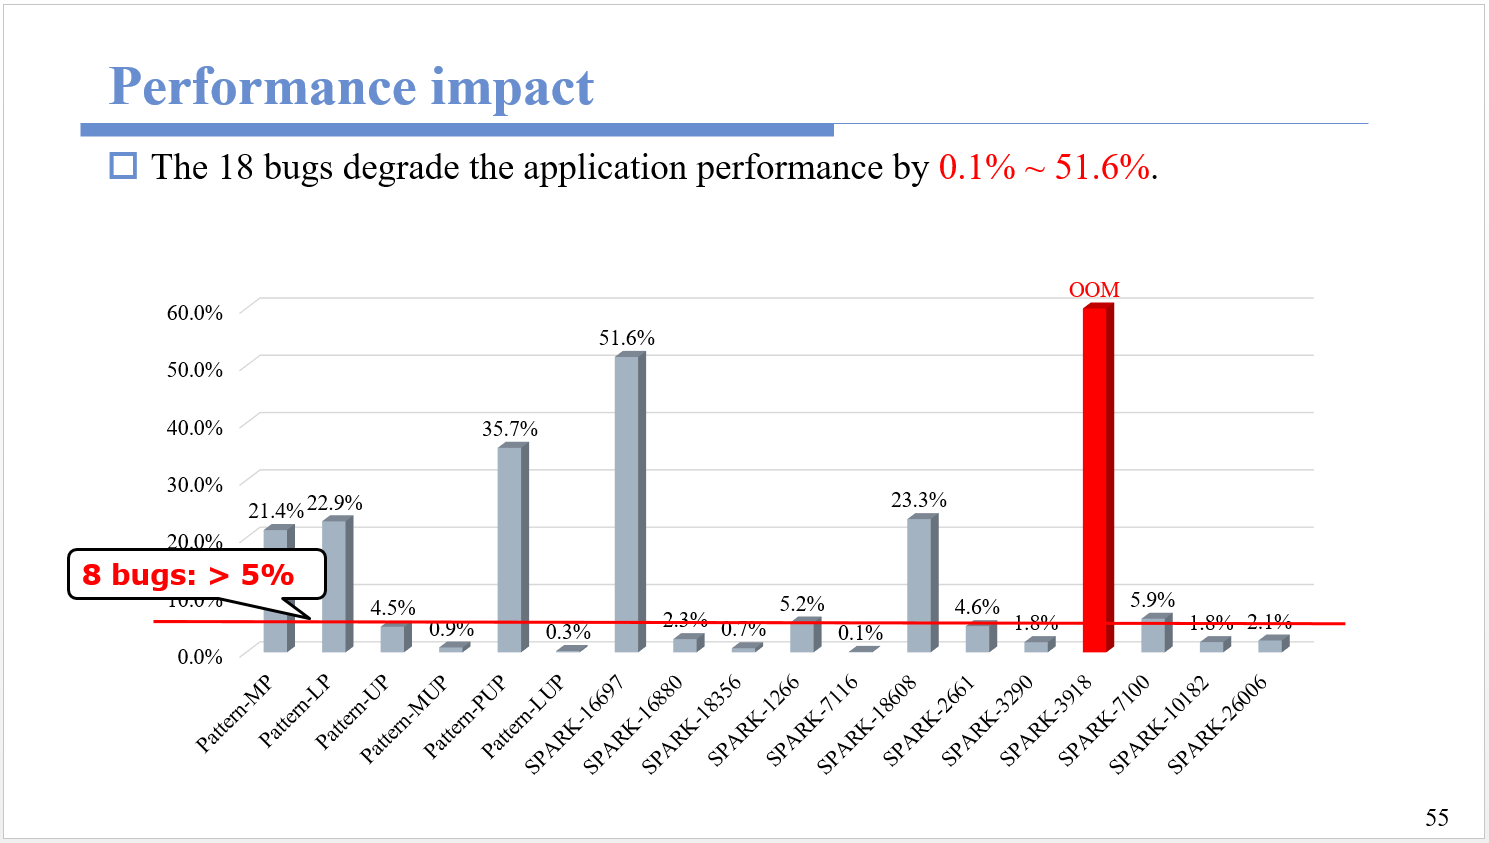 Performance impact
The 18 bugs degrade the application performance by 0.1% ~ 51.6%.
OOM
60.0%
51.6%
50.0%
40.0%
35.7%
30.0%
21.4%
22.9%
23.3%
20.0%
8 bugs: > 5%
10.0%
4.5%
0.9%
0.3%
2.3%
0.7%
5.2%
0.1%
4.6%
1.8%
5.9%
1.8%
2.1%
0.0%
Pattern-MP
Pattern-LP
Pattern-UP
Pattern-MUP
Pattern-PUP
Pattern-LUP
SPARK-16697
SPARK-16880
SPARK-18356
SPARK-1266
SPARK-7116
SPARK-18608
SPARK-2661
SPARK-3290
SPARK-3918
SPARK-7100
SPARK-10182
SPARK-26006
55